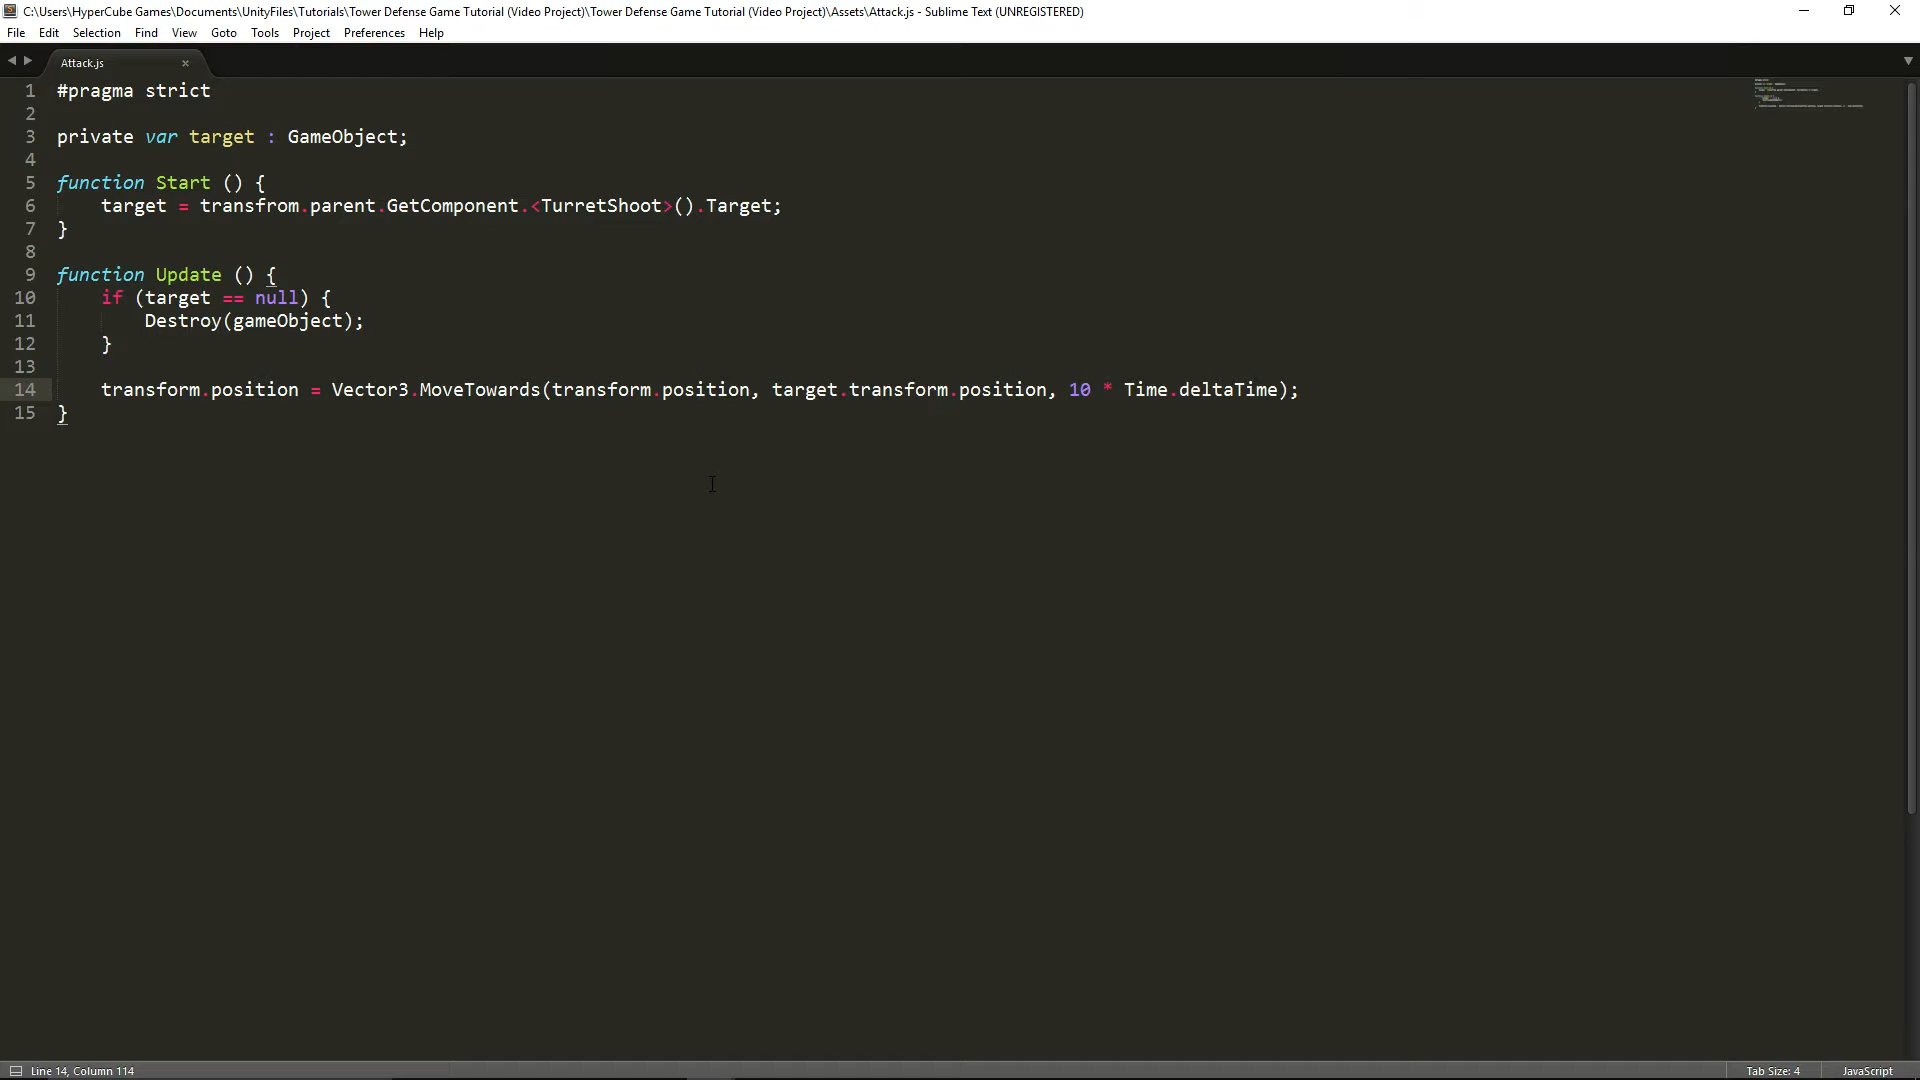 C:\Users\HyperCube Games\Documents\UnityFiles\Tutorials\Tower Defense Game Tutorial (Video Project)\Tower Defense Game Tutorial (Video Project)\Assets\Attack.js - Sublime Text (UNREGISTERED)
File Edit Selection Find View Goto Tools Project Preferences Help
Attack.js
1 #pragma strict
2
3 private var target : GameObject;
4
5 function Start () {
6 target = transfrom.parent.GetComponent.<TurretShoot>().Target;
7 }
8
9 function Update () {
10 if (target == null) {
11 Destroy(gameObject);
12 }
13
14 transform.position = Vector3.MoveTowards(transform.position, target.transform.position, 10 * Time.deltaTime);
15 }
Line 14, Column 114 Tab Size: 4 JavaScript